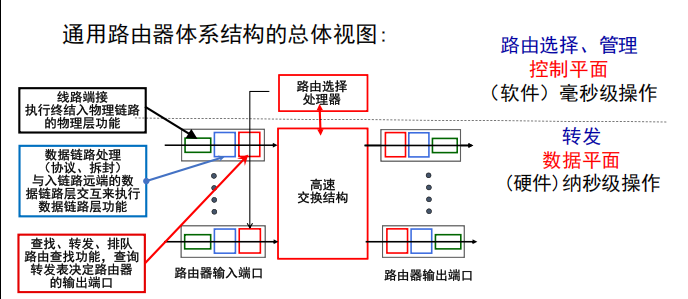 通用路由器体系结构的总体视图：
路由选择、管理
控制平面
（软件）毫秒级操作
线路端接
执行终结入物理链路
的物理层功能
路由选择
处理器
转发
数据平面
（硬件）纳秒级操作
数据链路处理
（协议、拆封）
与入链路远端的数
据链路层交互来执行
数据链路层功能
高速
交换结构
查找、转发、排队
路由查找功能，查询
转发表决定路由器
的输出端口
路由器输入端口
路由器输出端口